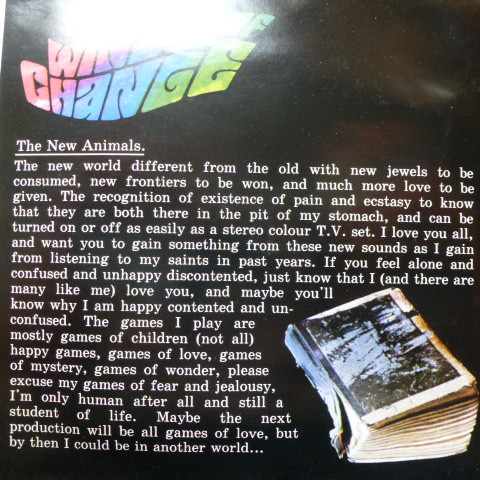 WINDS OF
CHANGE
The New Animals.
The new world different from the old with new jewels to be
consumed, new frontiers to be won, and much more love to be
given. The recognition of existence of pain and ecstasy to know
that they are both there in the pit of my stomach, and can be
turned on or off as easily as a stereo colour T.V. set. I love you all,
and want you to gain something from these new sounds as I gain
from listening to my saints in past years. If you feel alone and
confused and unhappy discontented, just know that I (and there are
many like me) love you, and maybe you'll
know why I am happy contented and un-
confused. The games I play are
mostly games of children (not all)
happy games, games of love, games
of mystery, games of wonder, please
excuse my games of fear and jealousy,
I'm only human after all and still a
student of life. Maybe the next
production will be all games of love, but
by then I could be in another world...